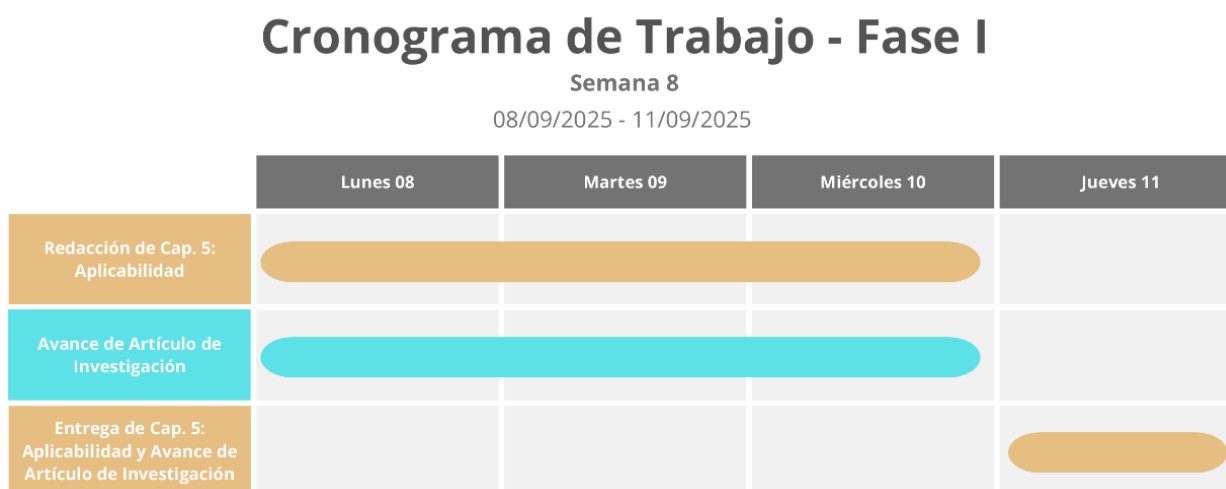 Cronograma de Trabajo - Fase I
Semana 8
08/09/2025 - 11/09/2025
Lunes 08
Martes 09
Miércoles 10
Jueves 11
Redacción de Cap. 5:
Aplicabilidad
Avance de Artículo de
Investigación
Entrega de Cap. 5:
Aplicabilidad y Avance de
Artículo de Investigación